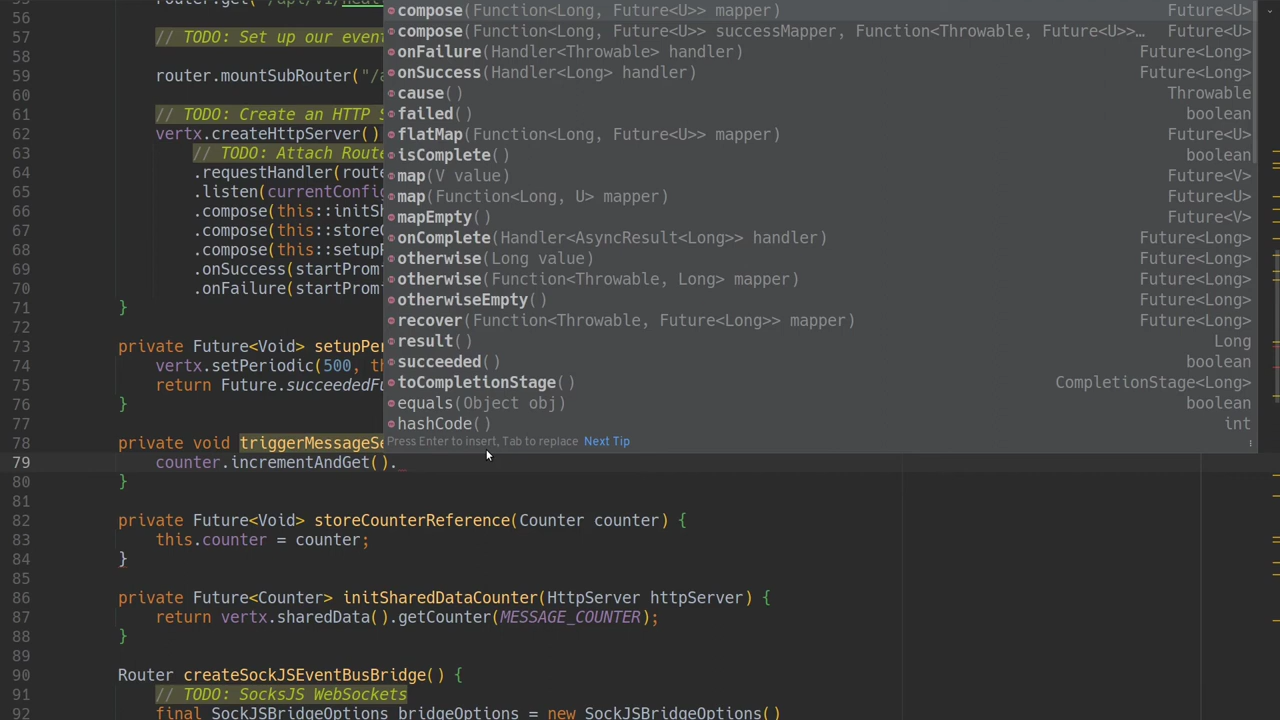 55 router.get("/api/v1/
56 compose(Function<Long, Future<U>> mapper) Future<U>
57 // TODO: Set up our even compose(Function<Long, Future<U>> successMapper, Function<Throwable, Future<U>>… Future<U>
58 onFailure(Handler<Throwable> handler) Future<Long>
59 router.mountSubRouter("/a onSuccess(Handler<Long> handler) Future<Long>
60 cause() Throwable
61 // TODO: Create an HTTP S failed() boolean
62 vertx.createHttpServer() flatMap(Function<Long, Future<U>> mapper) Future<U>
63 // TODO: Attach Route isComplete() boolean
64 .requestHandler(route map(V value) Future<V>
65 .listen(currentConfig map(Function<Long, U> mapper) Future<U>
66 .compose(this::initSh mapEmpty() Future<V>
67 .compose(this::storeC onComplete(Handler<AsyncResult<Long>> handler) Future<Long>
68 .compose(this::setupP otherwise(Long value) Future<Long>
69 .onSuccess(startPromi otherwise(Function<Throwable, Long> mapper) Future<Long>
70 .onFailure(startPromi otherwiseEmpty() Future<Long>
71 } recover(Function<Throwable, Future<Long>> mapper) Future<Long>
72 result() Long
73 private Future<Void> setupPer succeeded() boolean
74 vertx.setPeriodic(500, th toCompletionStage() CompletionStage<Long>
75 return Future.succeededFu equals(Object obj) boolean
76 } hashCode() int
77 Press Enter to insert, Tab to replace Next Tip
78 private void triggerMessageSe
79 counter.incrementAndGet().
80 }
81
82 private Future<Void> storeCounterReference(Counter counter) {
83 this.counter = counter;
84 }
85
86 private Future<Counter> initSharedDataCounter(HttpServer httpServer) {
87 return vertx.sharedData().getCounter(MESSAGE_COUNTER);
88 }
89
90 Router createSockJSEventBusBridge() {
91 // TODO: SocksJS WebSockets
92 final SockJSBridgeOptions bridgeOptions = new SockJSBridgeOptions()